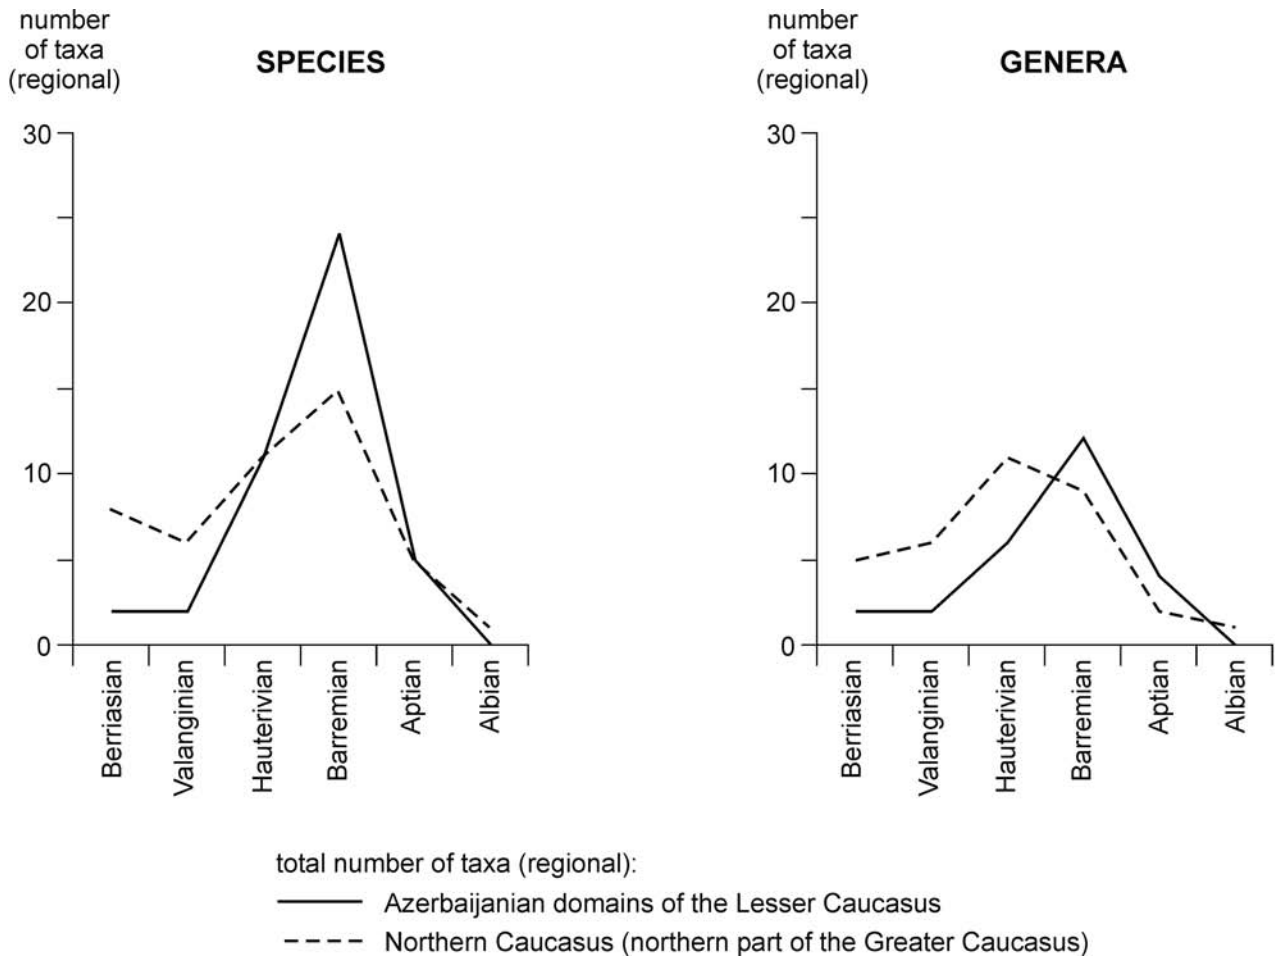 number
of taxa
(regional)
SPECIES
30
20
10
0
Berriasian
Valanginian
Hauterivian
Barremian
Aptian
Albian
number
of taxa
(regional)
GENERA
30
20
10
0
Berriasian
Valanginian
Hauterivian
Barremian
Aptian
Albian
total number of taxa (regional):
Azerbaijanian domains of the Lesser Caucasus
Northern Caucasus (northern part of the Greater Caucasus)